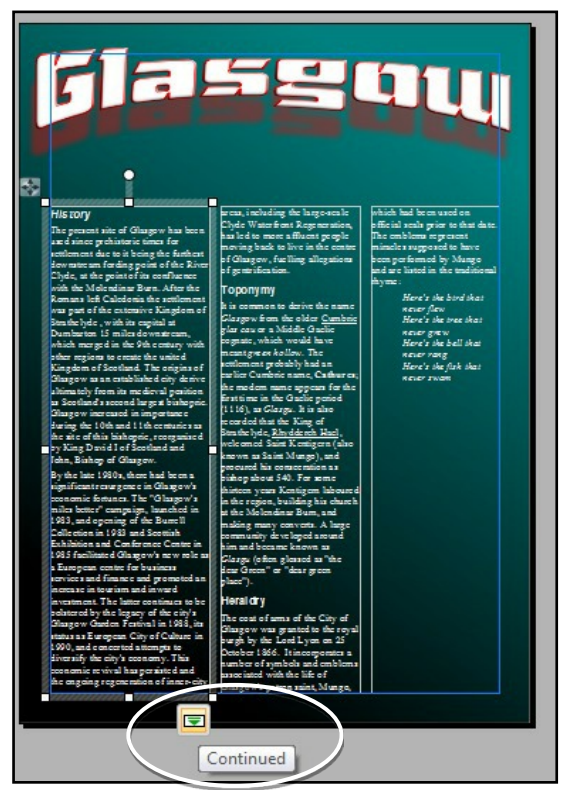 Glasgow
History
The present site of Glasgow has been
used since prehistoric times for
settlement due to it being the furthest
downstream fording point of the River
Clyde, at the point of its confluence
with the Molendinar Burn. After the
Romans left Caledonia the settlement
was part of the extensive Kingdom of
Strathclyde , with its capital at
Dumbarton 15 miles downstream,
which merged in the 9th century with
other regions to create the united
Kingdom of Scotland. The origins of
Glasgow as an established city derive
ultimately from its medieval position
as Scotland's second largest bishopric.
Glasgow increased in importance
during the 10th and 11th centuries as
the site of this bishopric, reorganised
by King David I of Scotland and
John, Bishop of Glasgow.
By the late 1980s, there had been a
significant resurgence in Glasgow's
economic fortunes. The "Glasgow's
miles better" campaign, launched in
1983, and opening of the Burrell
Collection in 1983 and Scottish
Exhibition and Conference Centre in
1985 facilitated Glasgow's new role as
a European centre for business
services and finance and promoted an
increase in tourism and inward
investment. The latter continues to be
bolstered by the legacy of the city's
Glasgow Garden Festival in 1988, its
status as European City of Culture in
1990, and concerted attempts to
diversify the city's economy. This
economic revival has persisted and
the ongoing regeneration of inner-city
areas, including the large-scale
Clyde Waterfront Regeneration,
has led to more affluent people
moving back to live in the centre
of Glasgow, fuelling allegations
of gentrification.
Toponymy
It is common to derive the name
Glasgow from the older Cumbric
glas cau or a Middle Gaelic
cognate, which would have
meant green hollow. The
settlement probably had an
earlier Cumbric name, Cathures;
the modern name appears for the
first time in the Gaelic period
(1116), as Glasgu. It is also
recorded that the King of
Strathclyde, Rhydderch Hael,
welcomed Saint Kentigern (also
known as Saint Mungo), and
procured his consecration as
bishop about 540. For some
thirteen years Kentigern laboured
in the region, building his church
at the Molendinar Burn, and
making many converts. A large
community developed around
him and became known as
Glasgu (often glossed as "the
dear Green" or "dear green
place").
Heraldry
The coat of arms of the City of
Glasgow was granted to the royal
burgh by the Lord Lyon on 25
October 1866. It incorporates a
number of symbols and emblems
associated with the life of
Glasgow's patron saint, Mungo,
which had been used on
official seals prior to that date.
The emblems represent
miracles supposed to have
been performed by Mungo
and are listed in the traditional
rhyme:
Here's the bird that
never flew
Here's the tree that
never grew
Here's the bell that
never rang
Here's the fish that
never swam
Continued